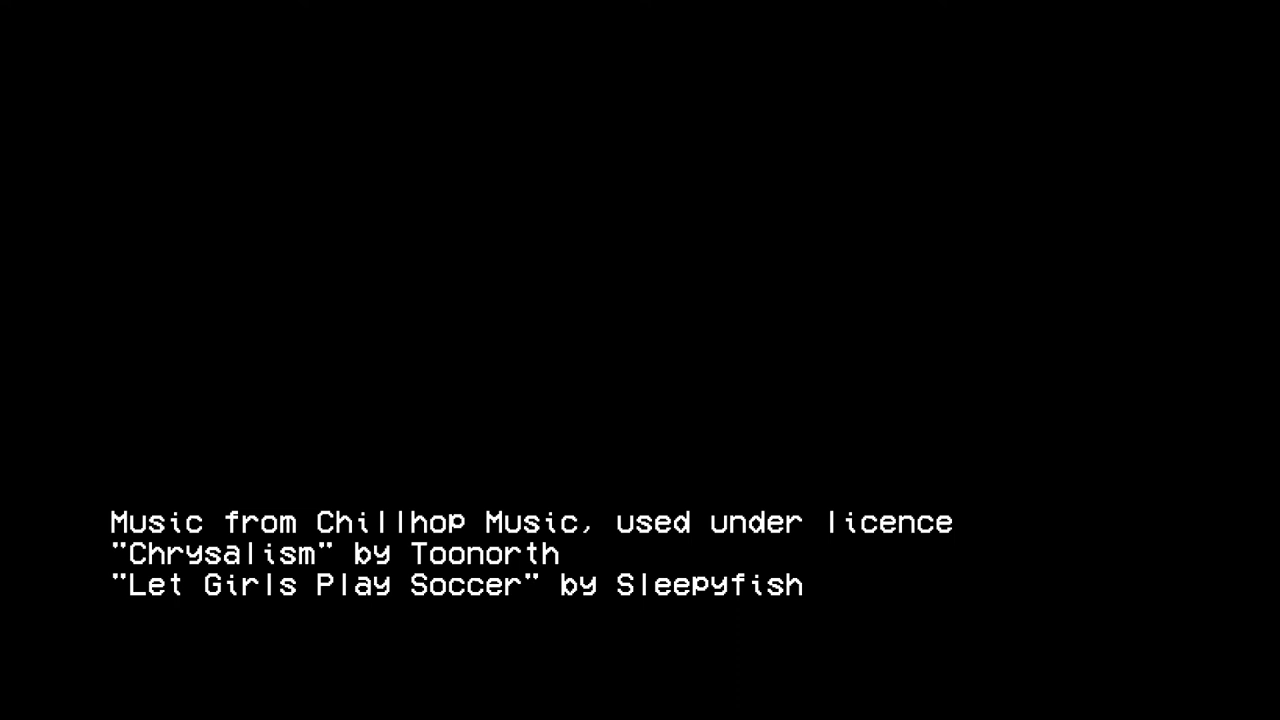 Music from Chillhop Music, used under licence
"Chrysalism" by Toonorth
"Let Girls Play Soccer" by Sleepyfish